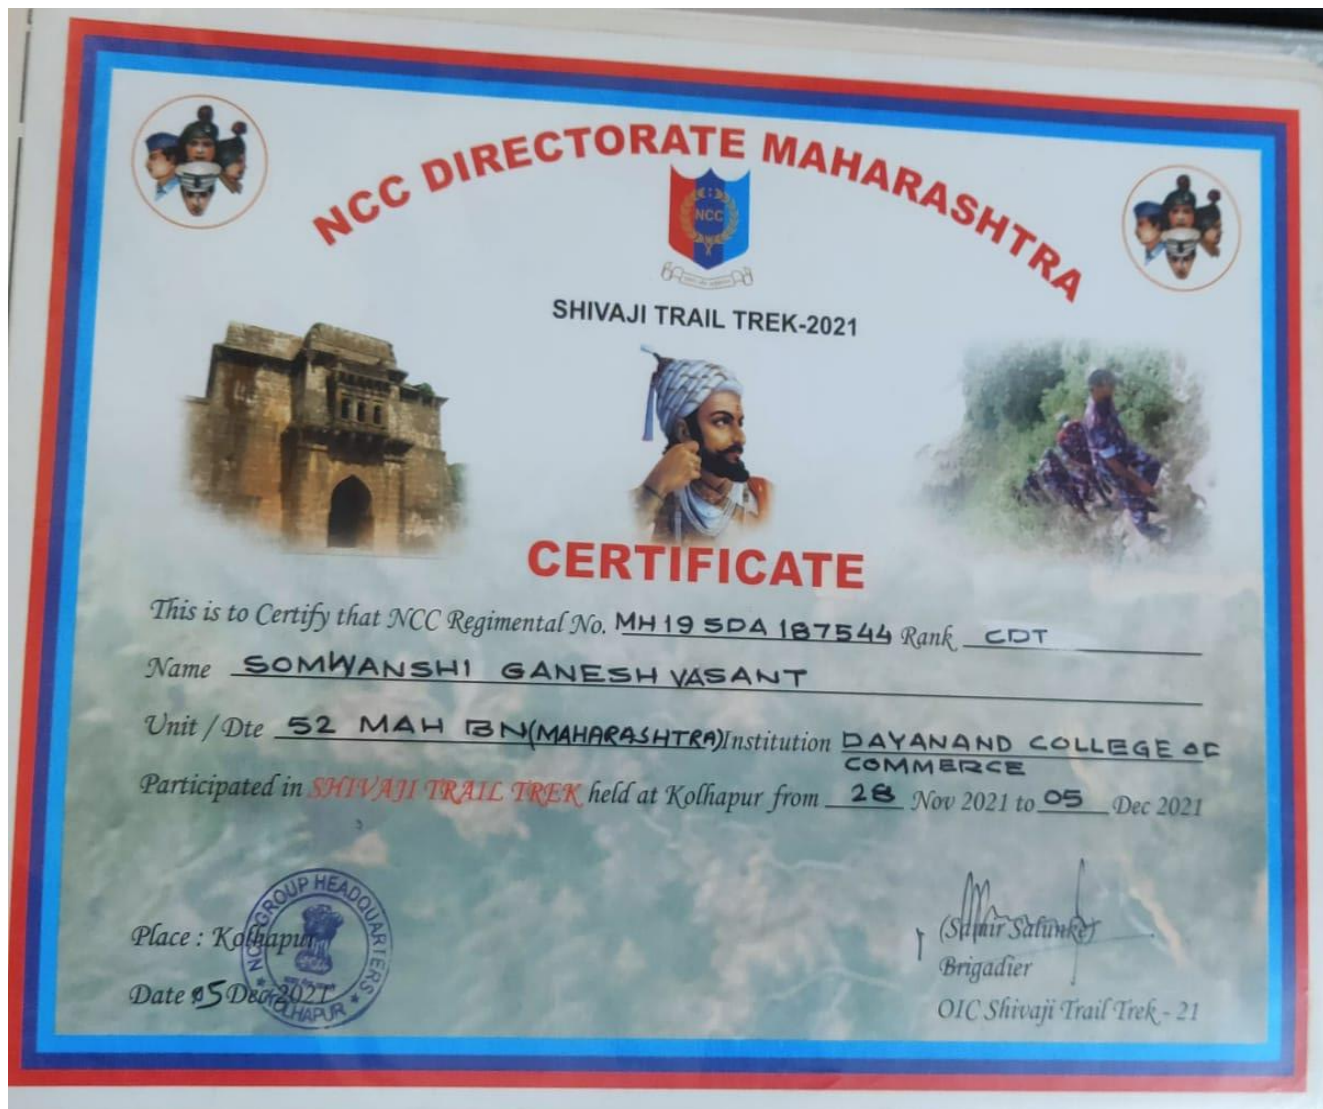 NCC DIRECTORATE MAHARASHTRA
NCC
SHIVAJI TRAIL TREK-2021
CERTIFICATE
This is to Certify that NCC Regimental No. MH19SDA187544 Rank CDT
Name SOMWANSHI GANESH VASANT
Unit / Dte 52 MAH BN(MAHARASHTRA) Institution DAYANAND COLLEGE OF
COMMERCE
Participated in SHIVAJI TRAIL TREK held at Kolhapur from 28 Nov 2021 to 05 Dec 2021
NCC GROUP HEADQUARTERS
KOLHAPUR
Place : Kolhapur
Date 05 Dec 2021
(Samir Salunke)
Brigadier
OIC Shivaji Trail Trek - 21